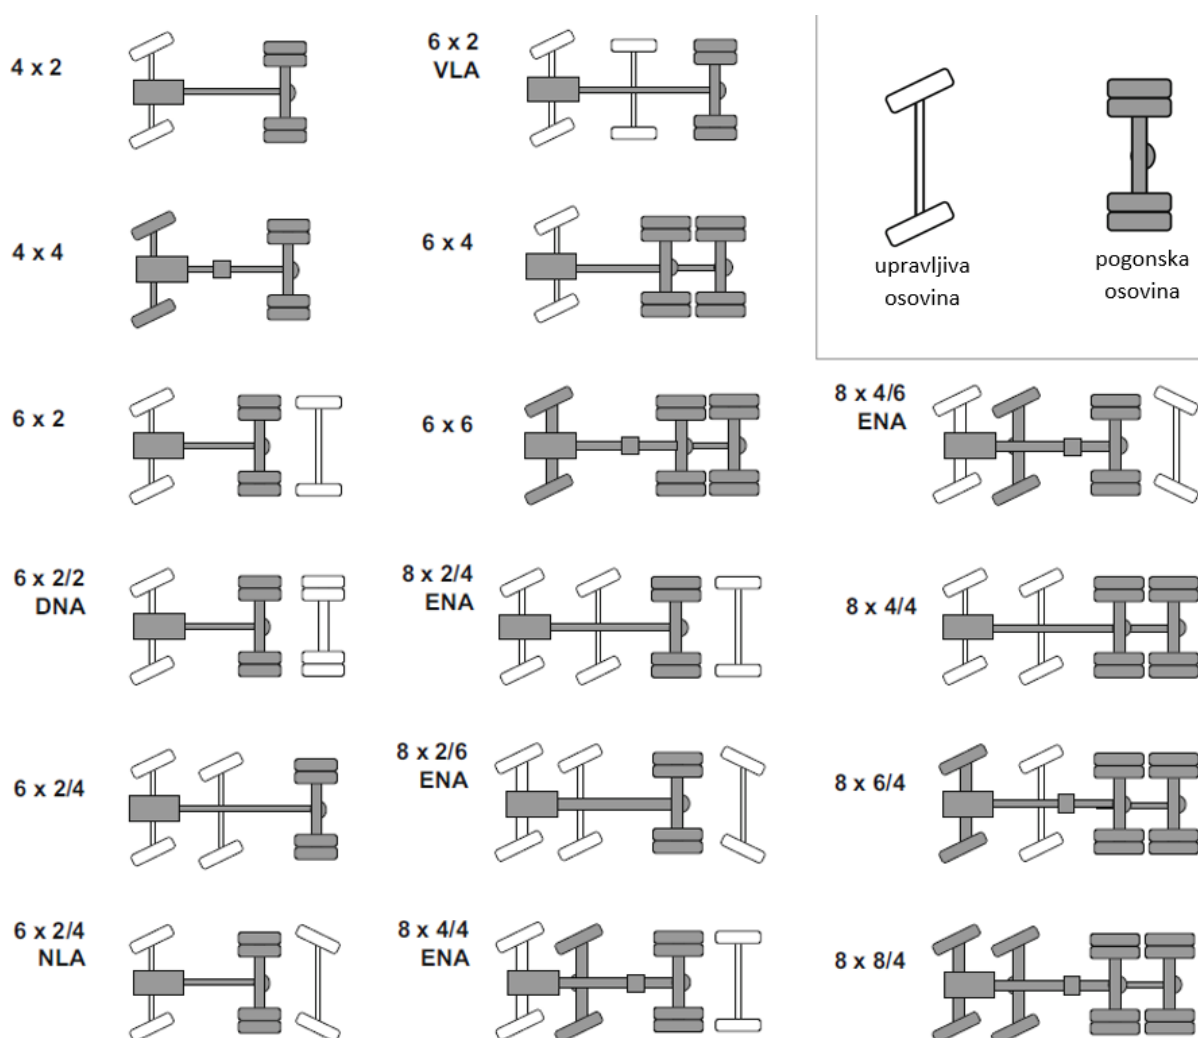 4 x 2
6 x 2
VLA
upravljiva
osovina
pogonska
osovina
4 x 4
6 x 4
6 x 2
6 x 6
8 x 4/6
ENA
6 x 2/2
DNA
8 x 2/4
ENA
8 x 4/4
6 x 2/4
8 x 2/6
ENA
8 x 6/4
6 x 2/4
NLA
8 x 4/4
ENA
8 x 8/4